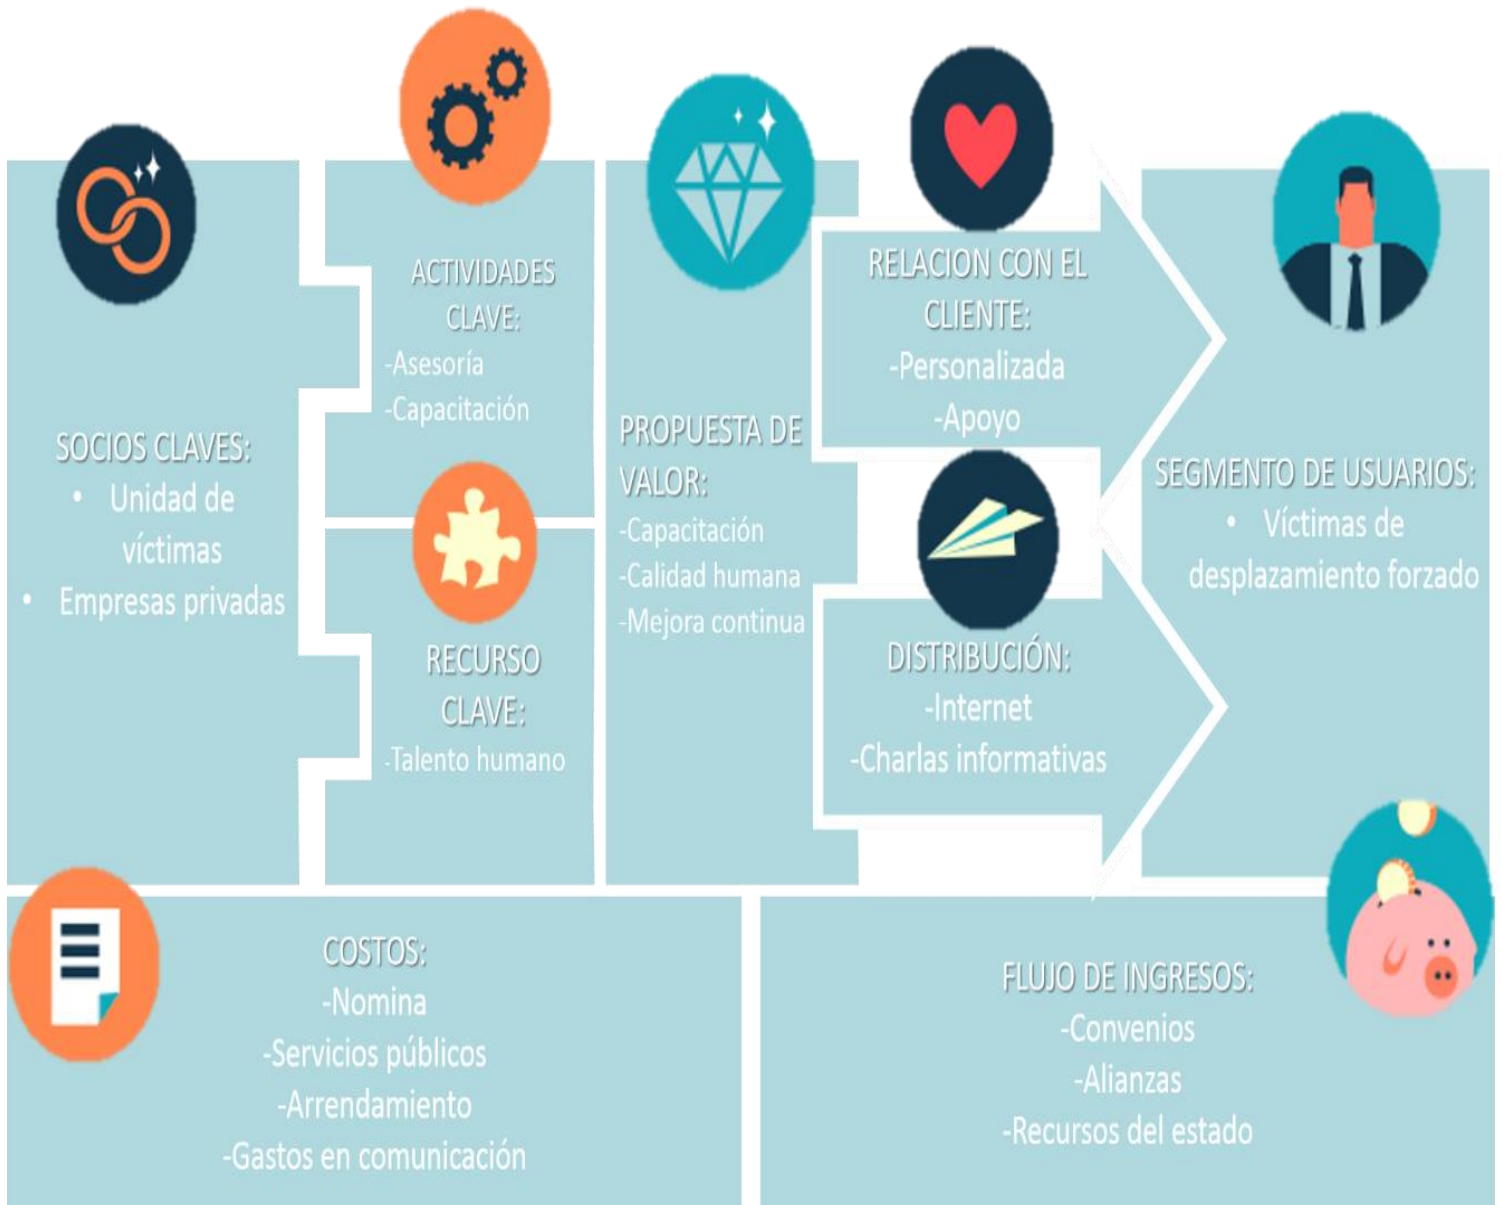 SOCIOS CLAVES:
• Unidad de
víctimas
• Empresas privadas
ACTIVIDADES
CLAVE:
-Asesoría
-Capacitación
RECURSO
CLAVE:
-Talento humano
PROPUESTA DE
VALOR:
-Capacitación
-Calidad humana
-Mejora continua
RELACION CON EL
CLIENTE:
-Personalizada
-Apoyo
DISTRIBUCIÓN:
-Internet
-Charlas informativas
SEGMENTO DE USUARIOS:
• Víctimas de
desplazamiento forzado
COSTOS:
-Nomina
-Servicios públicos
-Arrendamiento
-Gastos en comunicación
FLUJO DE INGRESOS:
-Convenios
-Alianzas
-Recursos del estado